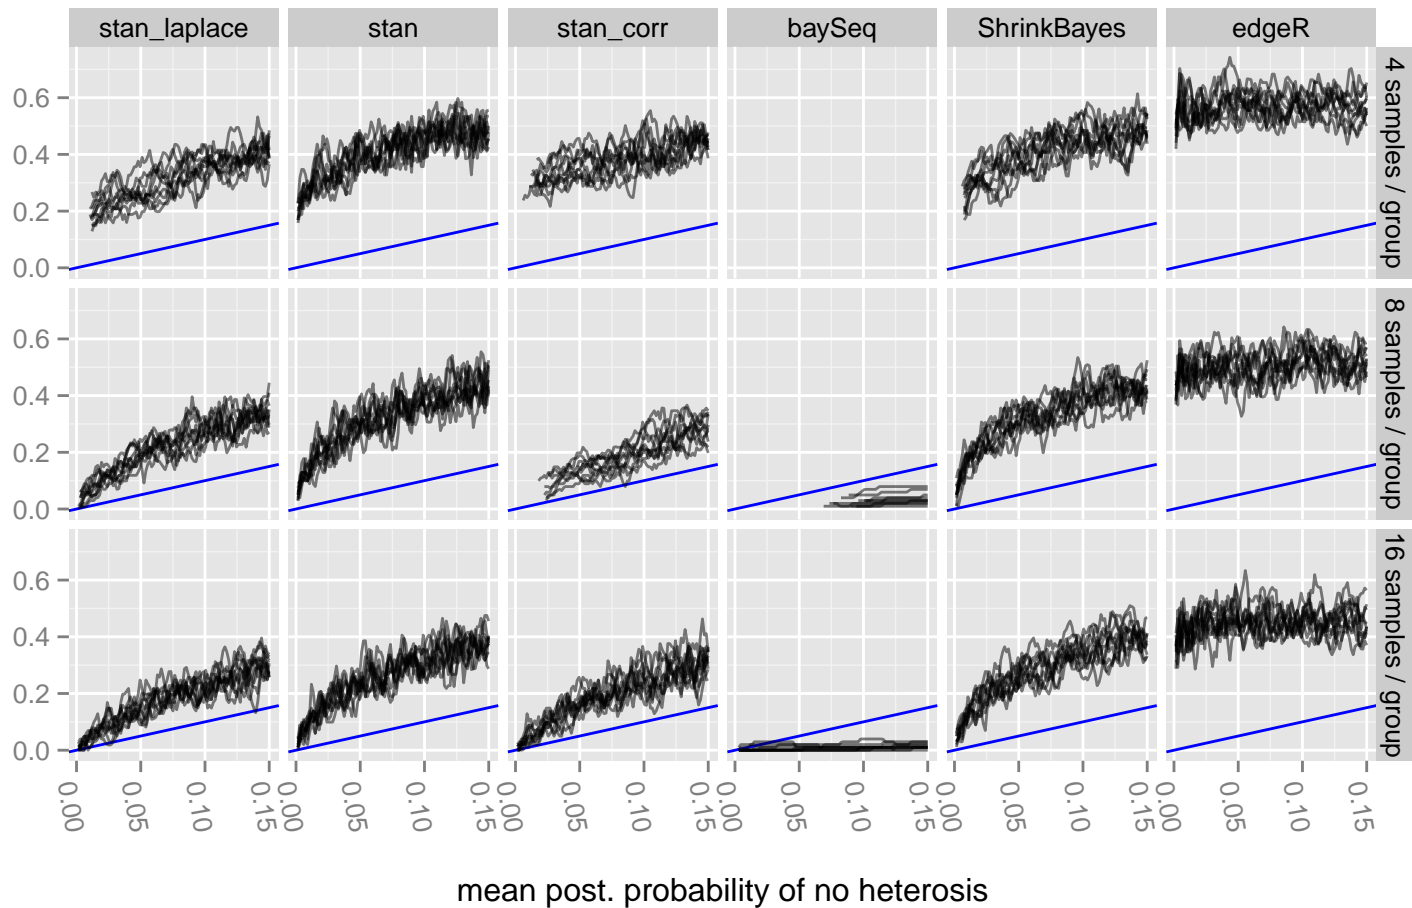 stan_laplace stan stan_corr baySeq ShrinkBayes edgeR
0.6
0.4
0.2
0.0
4 samples / group
0.6
0.4
0.2
0.0
8 samples / group
0.6
0.4
0.2
0.0
16 samples / group
0.00 0.05 0.10 0.15 0.00 0.05 0.10 0.15 0.00 0.05 0.10 0.15 0.00 0.05 0.10 0.15 0.00 0.05 0.10 0.15 0.00 0.05 0.10 0.15
mean post. probability of no heterosis